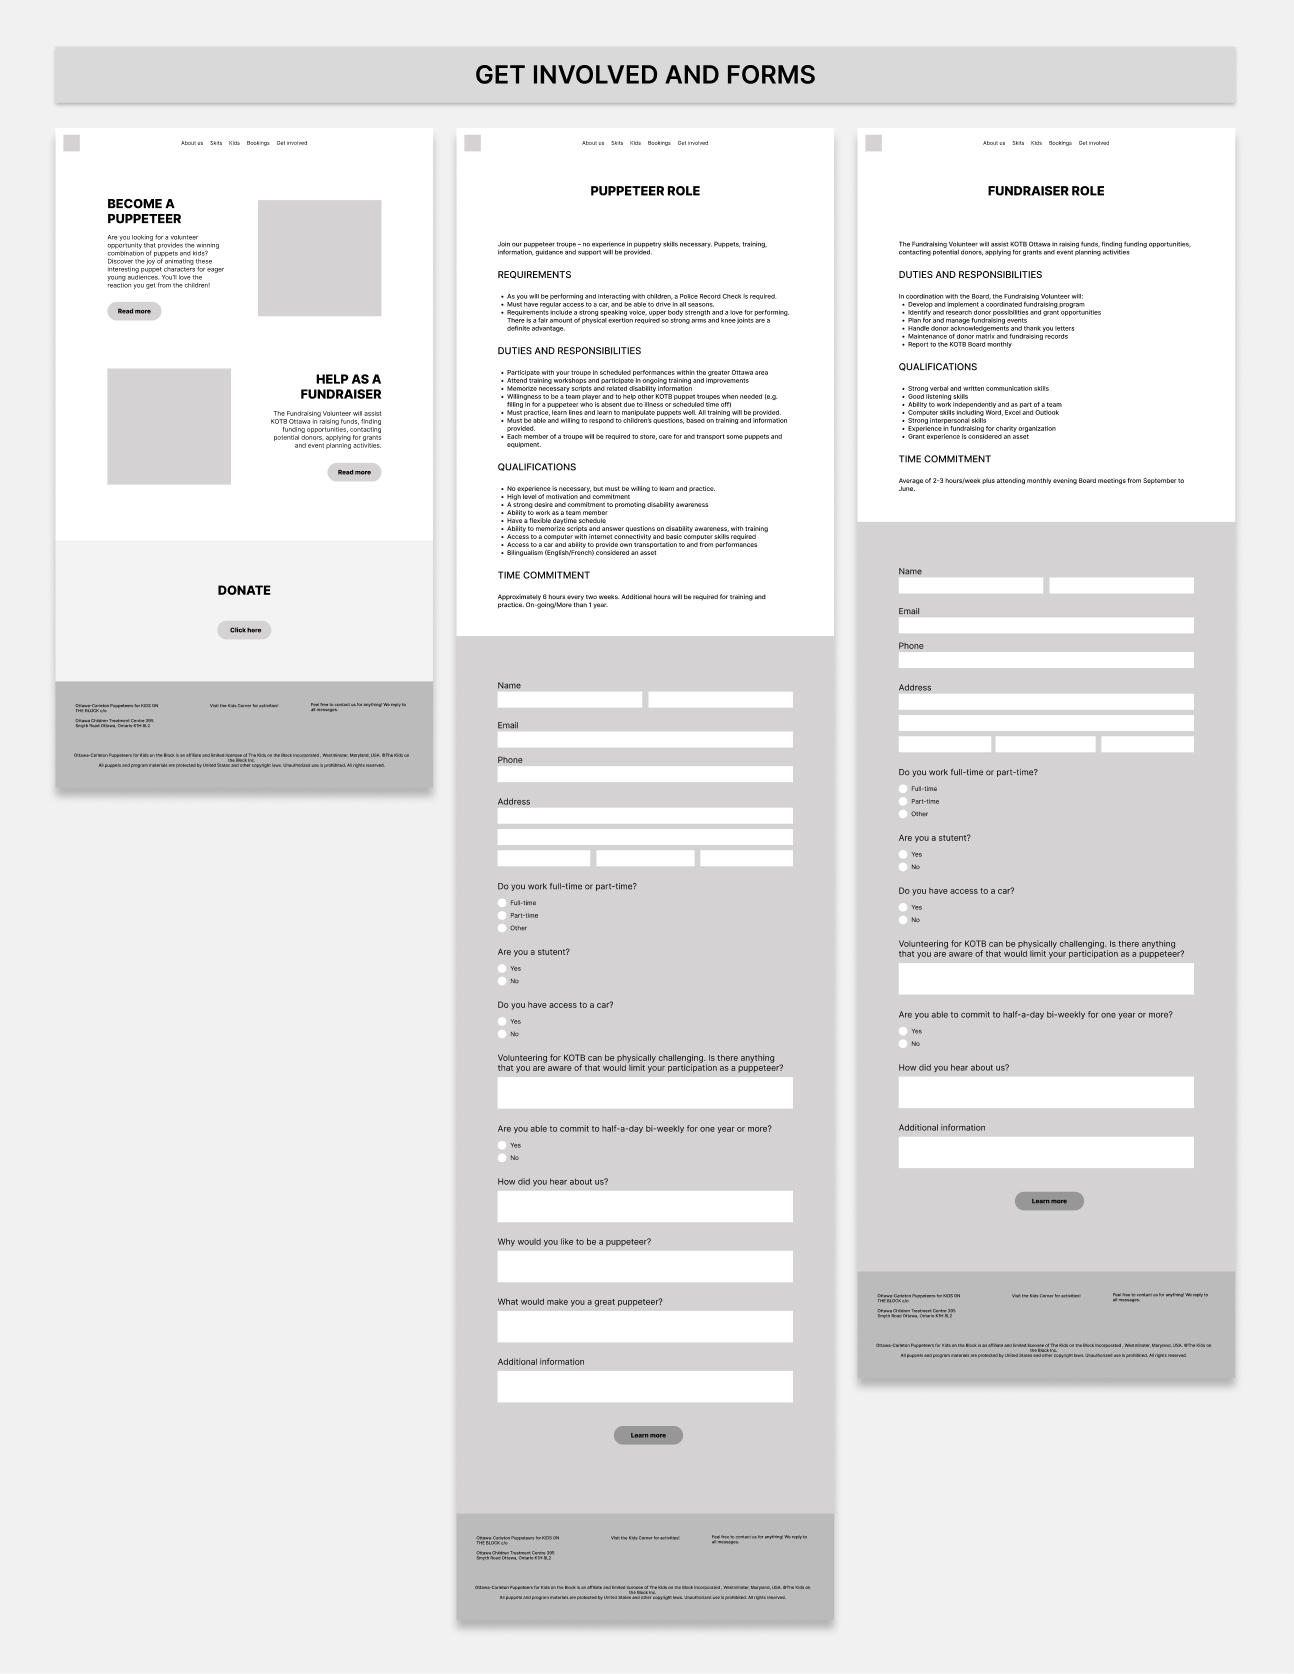 GET INVOLVED AND FORMS
About us Skits Kids Bookings Get involved
BECOME A
PUPPETEER
Are you looking for a volunteer
opportunity that provides the winning
combination of puppets and kids?
Discover the joy of animating these
interesting puppet characters for eager
young audiences. You'll love the
reaction you get from the children!
Read more
HELP AS A
FUNDRAISER
The Fundraising Volunteer will assist
KOTB Ottawa in raising funds, finding
funding opportunities, contacting
potential donors, applying for grants
and event planning activities.
Read more
DONATE
Click here
Ottawa-Carleton Puppeteers for KIDS ON
THE BLOCK c/o
Ottawa Children Treatment Centre 395
Smyth Road Ottawa, Ontario K1H 8L2
Visit the Kids Corner for activities!
Feel free to contact us for anything! We reply to
all messages.
Ottawa-Carleton Puppeteers for Kids on the Block is an affiliate and limited licensee of The Kids on the Block Incorporated , Westminster, Maryland, USA. ©The Kids on
the Block Inc.
All puppets and program materials are protected by United States and other copyright laws. Unauthorized use is prohibited. All rights reserved.
About us Skits Kids Bookings Get involved
PUPPETEER ROLE
Join our puppeteer troupe – no experience in puppetry skills necessary. Puppets, training,
information, guidance and support will be provided.
REQUIREMENTS
• As you will be performing and interacting with children, a Police Record Check is required.
• Must have regular access to a car, and be able to drive in all seasons.
• Requirements include a strong speaking voice, upper body strength and a love for performing.
There is a fair amount of physical exertion required so strong arms and knee joints are a
definite advantage.
DUTIES AND RESPONSIBILITIES
• Participate with your troupe in scheduled performances within the greater Ottawa area
• Attend training workshops and participate in ongoing training and improvements
• Memorize necessary scripts and related disability information
• Willingness to be a team player and to help other KOTB puppet troupes when needed (e.g.
filling in for a puppeteer who is absent due to illness or scheduled time off)
• Must practice, learn lines and learn to manipulate puppets well. All training will be provided.
• Must be able and willing to respond to children's questions, based on training and information
provided.
• Each member of a troupe will be required to store, care for and transport some puppets and
equipment.
QUALIFICATIONS
• No experience is necessary, but must be willing to learn and practice.
• High level of motivation and commitment
• A strong desire and commitment to promoting disability awareness
• Ability to work as a team member
• Have a flexible daytime schedule
• Ability to memorize scripts and answer questions on disability awareness, with training
• Access to a computer with internet connectivity and basic computer skills required
• Access to a car and ability to provide own transportation to and from performances
• Bilingualism (English/French) considered an asset
TIME COMMITMENT
Approximately 6 hours every two weeks. Additional hours will be required for training and
practice. On-going/More than 1 year.
Name
Email
Phone
Address
Do you work full-time or part-time?
Full-time
Part-time
Other
Are you a stutent?
Yes
No
Do you have access to a car?
Yes
No
Volunteering for KOTB can be physically challenging. Is there anything
that you are aware of that would limit your participation as a puppeteer?
Are you able to commit to half-a-day bi-weekly for one year or more?
Yes
No
How did you hear about us?
Why would you like to be a puppeteer?
What would make you a great puppeteer?
Additional information
Learn more
Ottawa-Carleton Puppeteers for KIDS ON
THE BLOCK c/o
Ottawa Children Treatment Centre 395
Smyth Road Ottawa, Ontario K1H 8L2
Visit the Kids Corner for activities!
Feel free to contact us for anything! We reply to
all messages.
Ottawa-Carleton Puppeteers for Kids on the Block is an affiliate and limited licensee of The Kids on the Block Incorporated , Westminster, Maryland, USA. ©The Kids on
the Block Inc.
All puppets and program materials are protected by United States and other copyright laws. Unauthorized use is prohibited. All rights reserved.
About us Skits Kids Bookings Get involved
FUNDRAISER ROLE
The Fundraising Volunteer will assist KOTB Ottawa in raising funds, finding funding opportunities,
contacting potential donors, applying for grants and event planning activities
DUTIES AND RESPONSIBILITIES
In coordination with the Board, the Fundraising Volunteer will:
• Develop and implement a coordinated fundraising program
• Identify and research donor possibilities and grant opportunities
• Plan for and manage fundraising events
• Handle donor acknowledgements and thank you letters
• Maintenance of donor matrix and fundraising records
• Report to the KOTB Board monthly
QUALIFICATIONS
• Strong verbal and written communication skills
• Good listening skills
• Ability to work independently and as part of a team
• Computer skills including Word, Excel and Outlook
• Strong interpersonal skills
• Experience in fundraising for charity organization
• Grant experience is considered an asset
TIME COMMITMENT
Average of 2-3 hours/week plus attending monthly evening Board meetings from September to
June.
Name
Email
Phone
Address
Do you work full-time or part-time?
Full-time
Part-time
Other
Are you a stutent?
Yes
No
Do you have access to a car?
Yes
No
Volunteering for KOTB can be physically challenging. Is there anything
that you are aware of that would limit your participation as a puppeteer?
Are you able to commit to half-a-day bi-weekly for one year or more?
Yes
No
How did you hear about us?
Additional information
Learn more
Ottawa-Carleton Puppeteers for KIDS ON
THE BLOCK c/o
Ottawa Children Treatment Centre 395
Smyth Road Ottawa, Ontario K1H 8L2
Visit the Kids Corner for activities!
Feel free to contact us for anything! We reply to
all messages.
Ottawa-Carleton Puppeteers for Kids on the Block is an affiliate and limited licensee of The Kids on the Block Incorporated , Westminster, Maryland, USA. ©The Kids on
the Block Inc.
All puppets and program materials are protected by United States and other copyright laws. Unauthorized use is prohibited. All rights reserved.